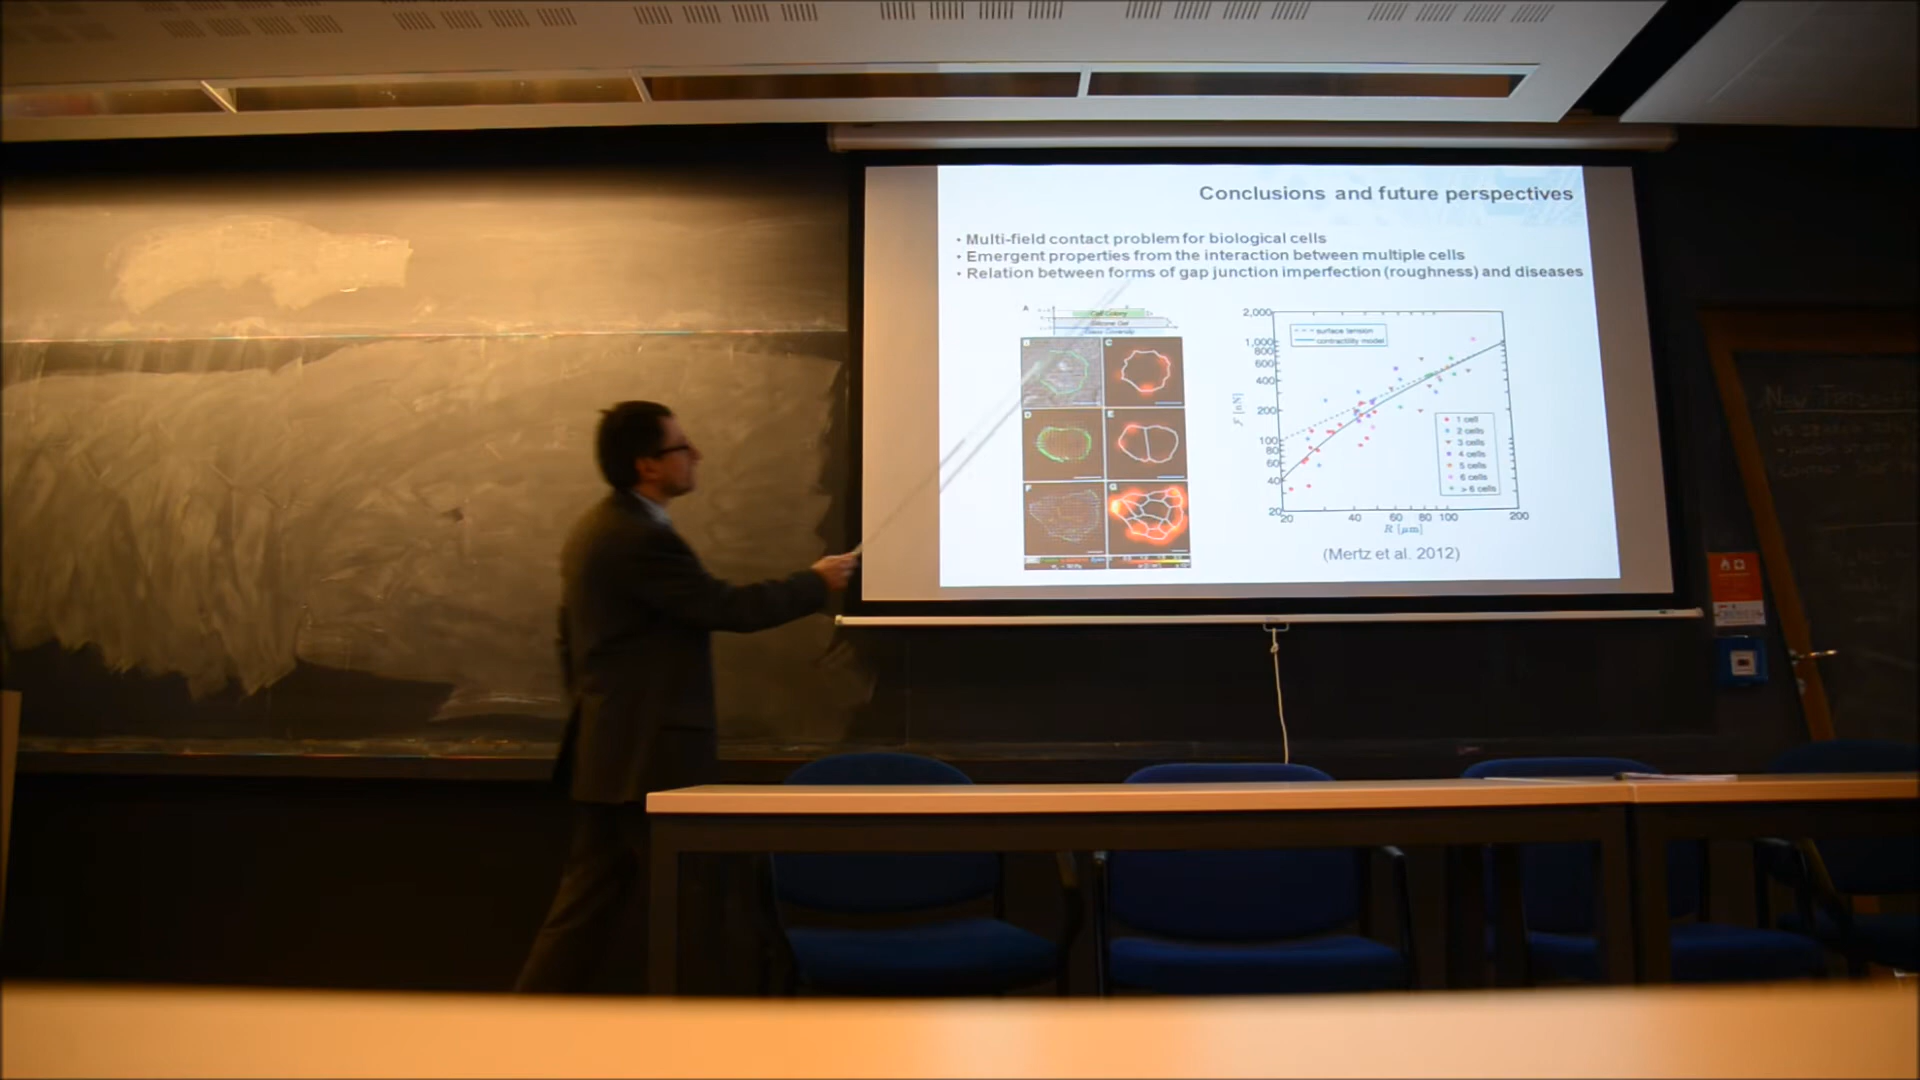 Conclusions and future perspectives
• Multi-field contact problem for biological cells
• Emergent properties from the interaction between multiple cells
• Relation between forms of gap junction imperfection (roughness) and diseases
A
Cell Colony
Silicone Gel
Glass Coverslip
B
C
D
E
F
G
2,000
1,000
800
600
400
200
100
80
60
40
20
surface tension
contractility model
1 cell
2 cells
3 cells
4 cells
5 cells
6 cells
> 6 cells
20 40 60 80 100 200
R [μm]
(Mertz et al. 2012)